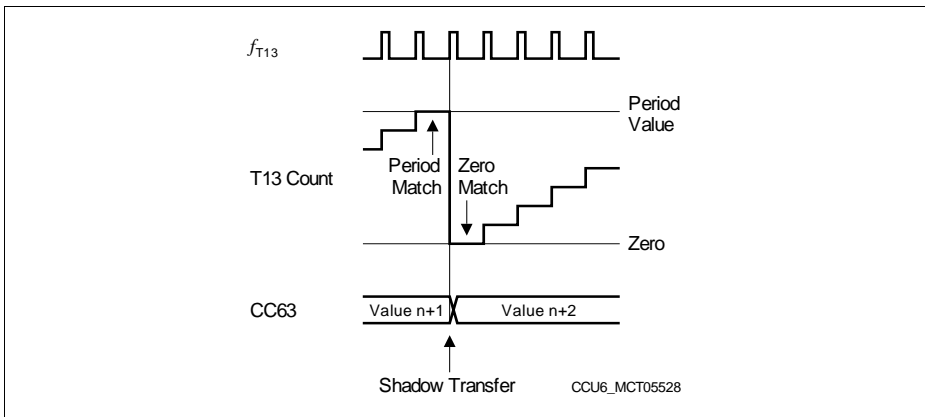 fT13
Period
Value
Period
Match
Zero
Match
T13 Count
Zero
CC63
Value n+1
Value n+2
Shadow Transfer
CCU6_MCT05528